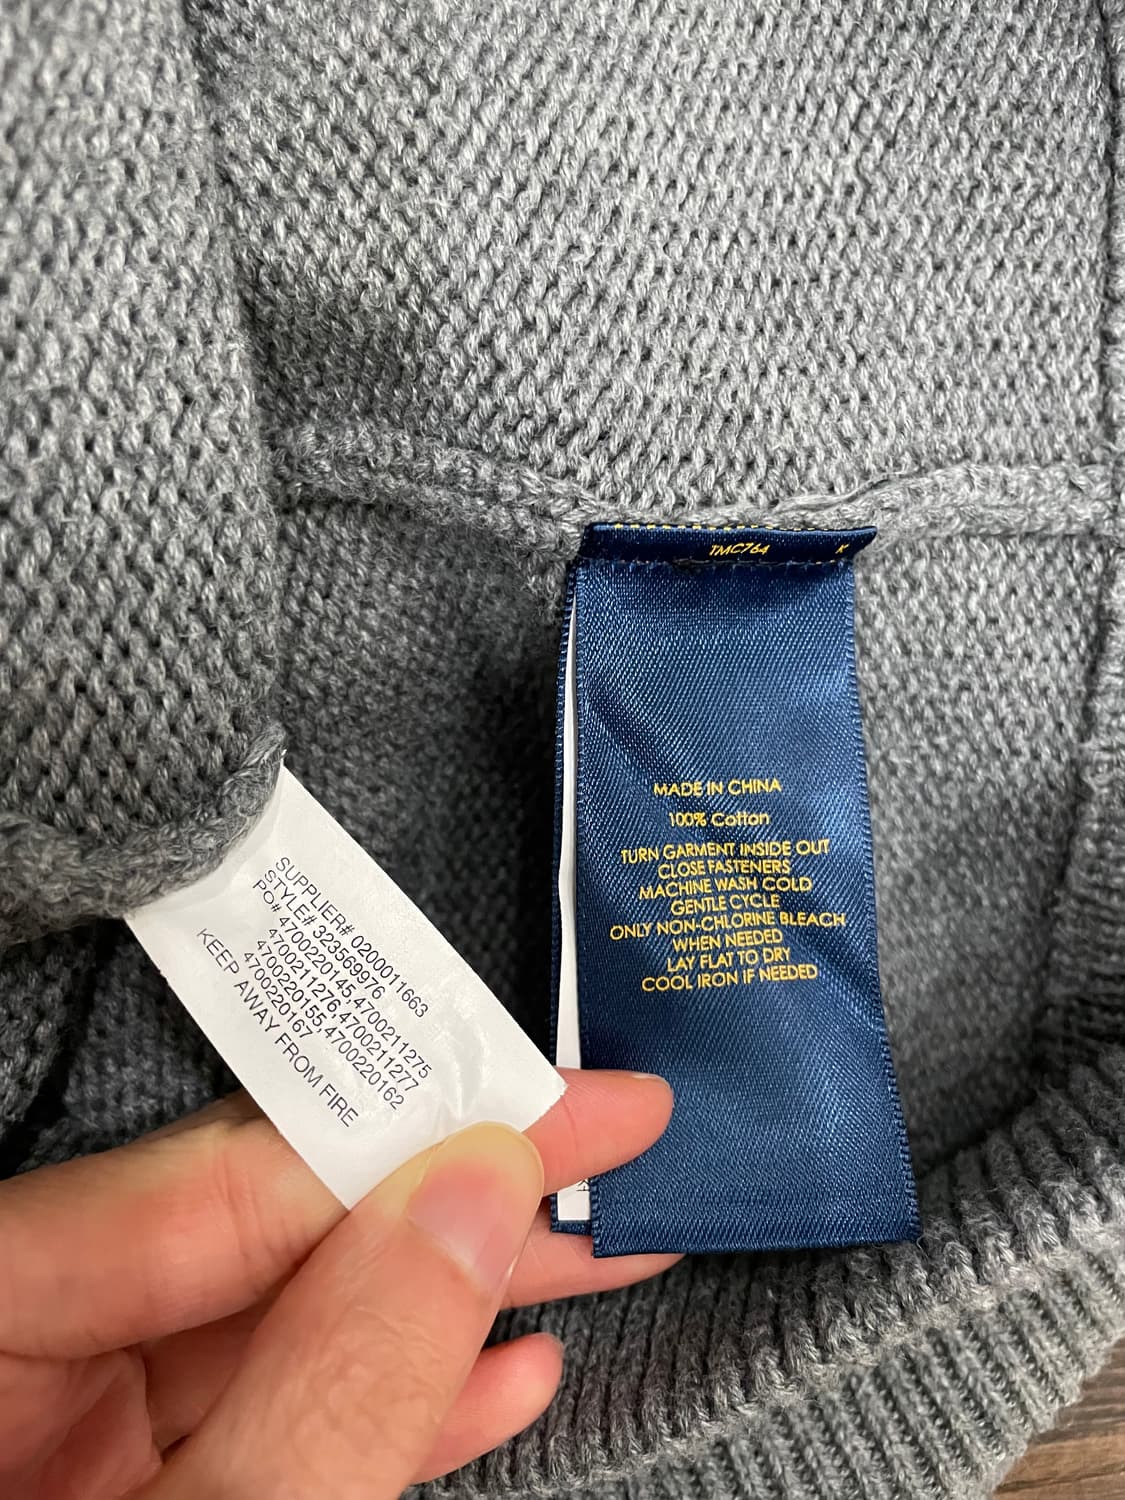 TMC764 K
MADE IN CHINA
100% Cotton
TURN GARMENT INSIDE OUT
CLOSE FASTENERS
MACHINE WASH COLD
GENTLE CYCLE
ONLY NON-CHLORINE BLEACH
WHEN NEEDED
LAY FLAT TO DRY
COOL IRON IF NEEDED
SUPPLIER# 0200011663
STYLE# 323569976
PO# 4700220145,4700211275
4700211276,4700211277
4700220155,4700220162
4700220167
KEEP AWAY FROM FIRE